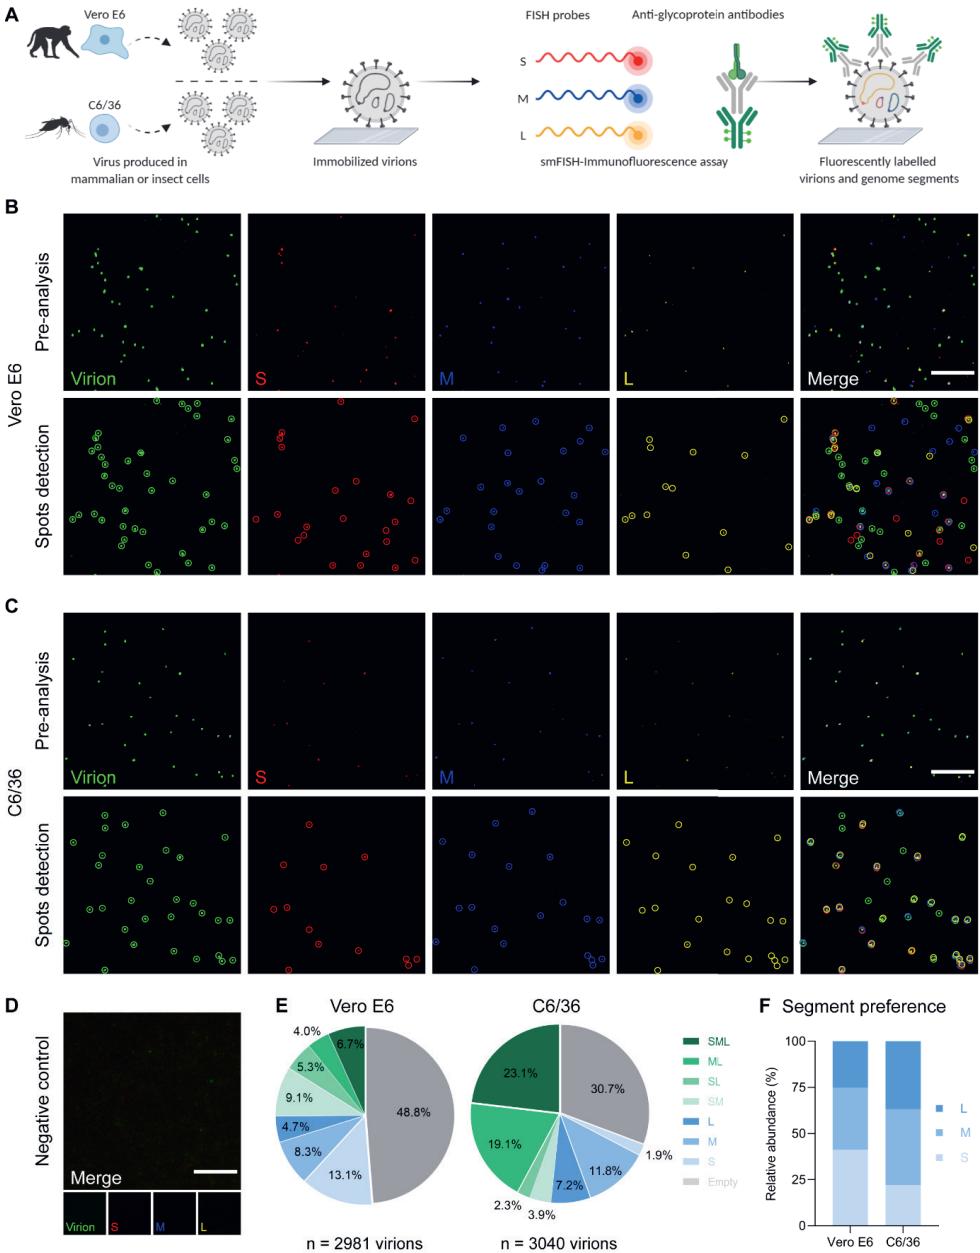 A
Vero E6
C6/36
Virus produced in
mammalian or insect cells
Immobilized virions
FISH probes
S
M
L
Anti-glycoprotein antibodies
smFISH-Immunofluorescence assay
Fluorescently labelled
virions and genome segments
B
Vero E6
Pre-analysis
Virion
S
M
L
Merge
Spots detection
C
C6/36
Pre-analysis
Virion
S
M
L
Merge
Spots detection
D
Negative control
Merge
Virion
S
M
L
E
Vero E6
4.0%
6.7%
5.3%
9.1%
48.8%
4.7%
8.3%
13.1%
n = 2981 virions
C6/36
23.1%
30.7%
19.1%
1.9%
11.8%
7.2%
2.3%
3.9%
n = 3040 virions
SML
ML
SL
SM
L
M
S
Empty
F
Segment preference
Relative abundance (%)
100
75
50
25
0
Vero E6
C6/36
L
M
S